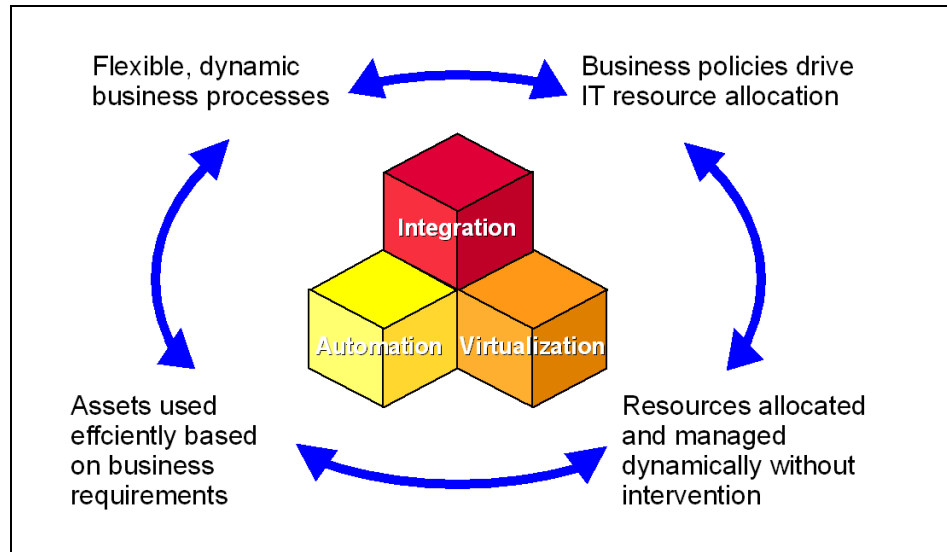 Flexible, dynamic
business processes
Business policies drive
IT resource allocation
Integration
Automation
Virtualization
Assets used
effciently based
on business
requirements
Resources allocated
and managed
dynamically without
intervention